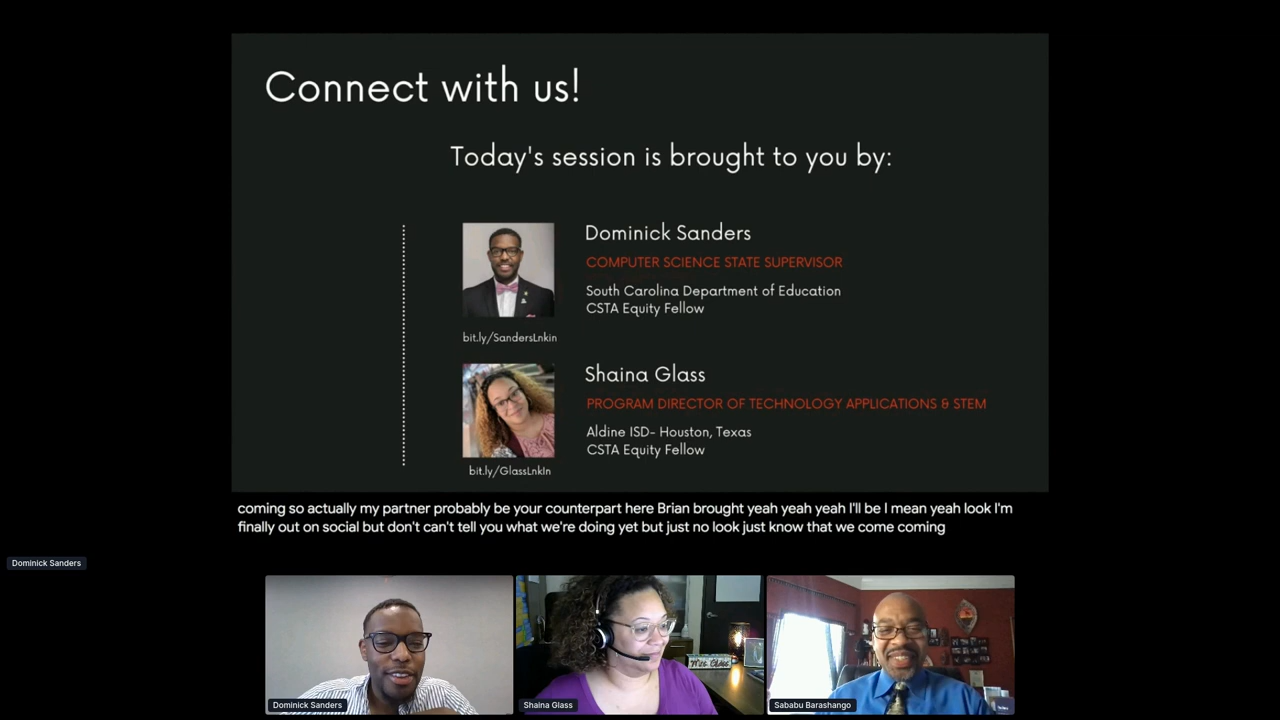 Connect with us!
Today's session is brought to you by:
Dominick Sanders
COMPUTER SCIENCE STATE SUPERVISOR
South Carolina Department of Education
CSTA Equity Fellow
bit.ly/SandersLnkin
Shaina Glass
PROGRAM DIRECTOR OF TECHNOLOGY APPLICATIONS & STEM
Aldine ISD- Houston, Texas
CSTA Equity Fellow
bit.ly/GlassLnkIn
coming so actually my partner probably be your counterpart here Brian brought yeah yeah yeah I'll be I mean yeah look I'm
finally out on social but don't can't tell you what we're doing yet but just no look just know that we come coming
Dominick Sanders
Mrs. Glass
Dominick Sanders
Shaina Glass
Sababu Barashango